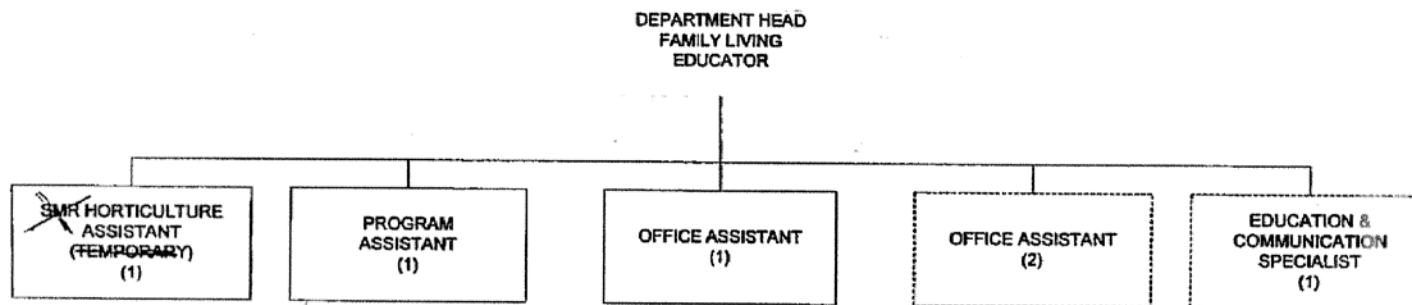 DEPARTMENT HEAD
FAMILY LIVING
EDUCATOR
SMR HORTICULTURE
ASSISTANT
(TEMPORARY)
(1)
PROGRAM
ASSISTANT
(1)
OFFICE ASSISTANT
(1)
OFFICE ASSISTANT
(2)
EDUCATION &
COMMUNICATION
SPECIALIST
(1)